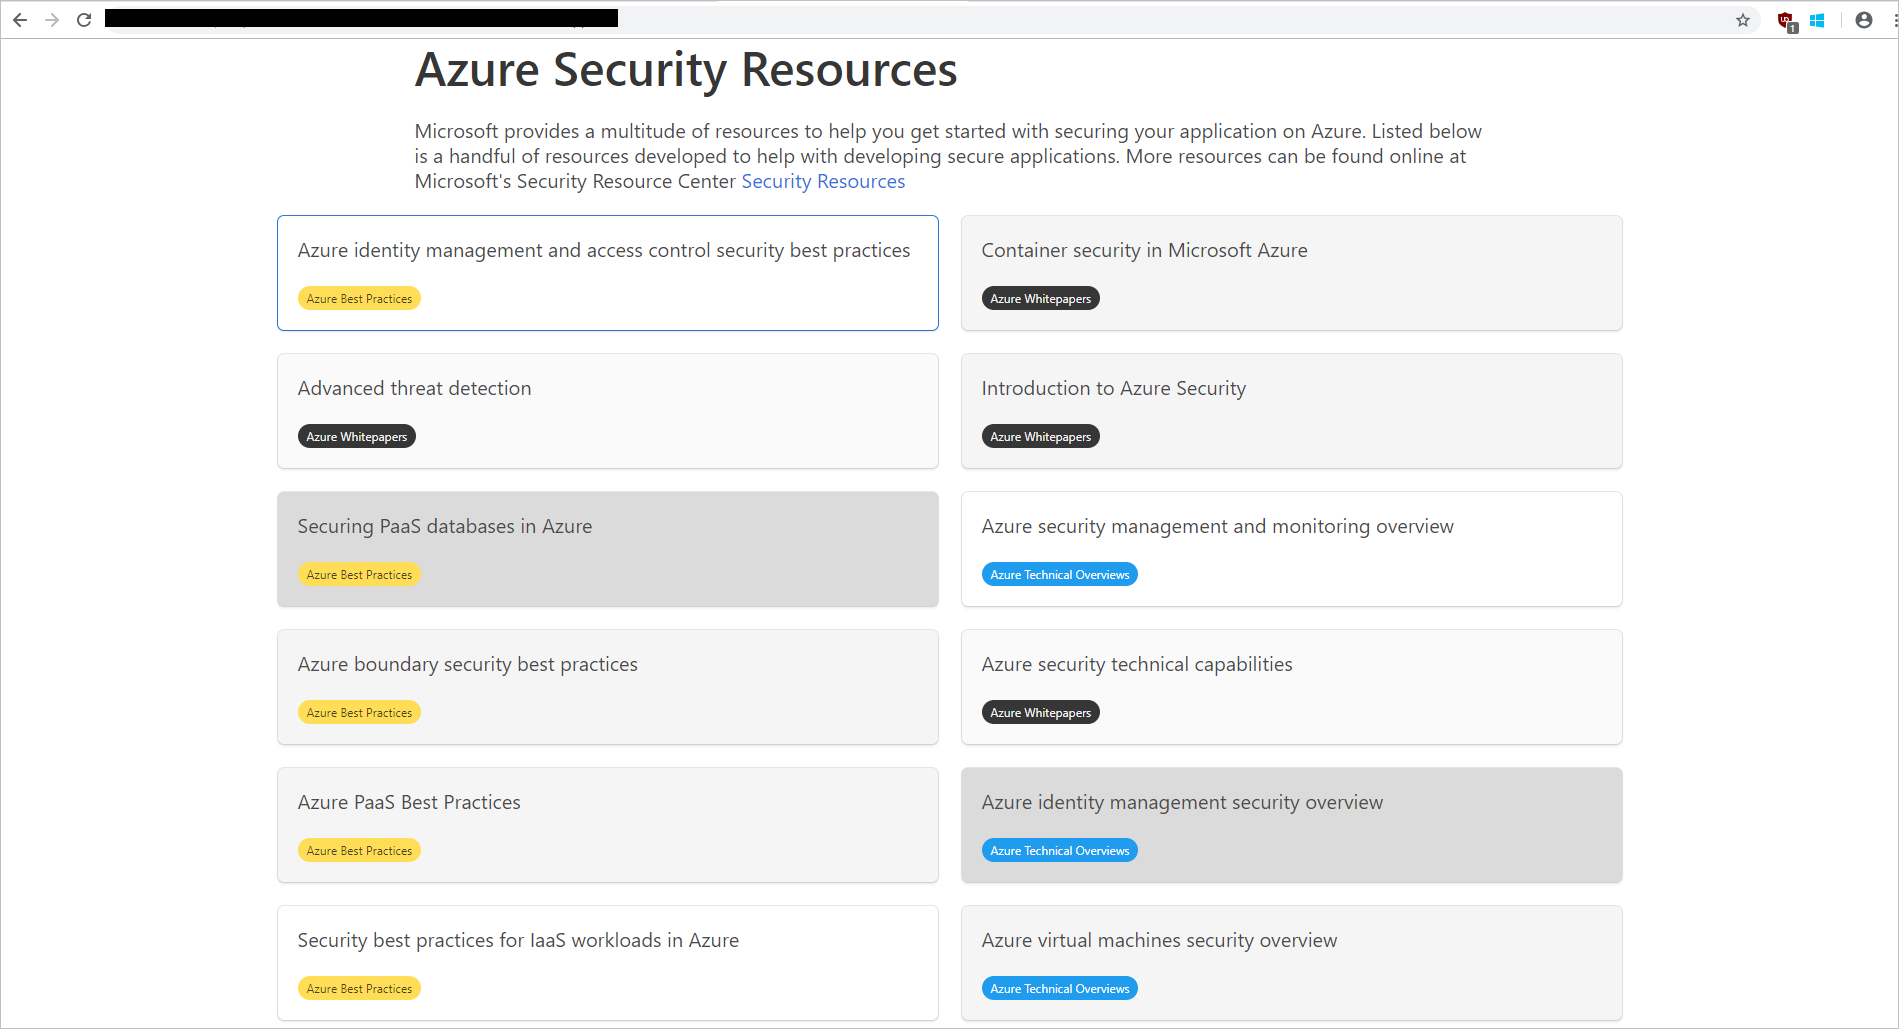 Azure Security Resources
Microsoft provides a multitude of resources to help you get started with securing your application on Azure. Listed below
is a handful of resources developed to help with developing secure applications. More resources can be found online at
Microsoft's Security Resource Center Security Resources
Azure identity management and access control security best practices
Azure Best Practices
Container security in Microsoft Azure
Azure Whitepapers
Advanced threat detection
Azure Whitepapers
Introduction to Azure Security
Azure Whitepapers
Securing PaaS databases in Azure
Azure Best Practices
Azure security management and monitoring overview
Azure Technical Overviews
Azure boundary security best practices
Azure Best Practices
Azure security technical capabilities
Azure Whitepapers
Azure PaaS Best Practices
Azure Best Practices
Azure identity management security overview
Azure Technical Overviews
Security best practices for IaaS workloads in Azure
Azure Best Practices
Azure virtual machines security overview
Azure Technical Overviews
1